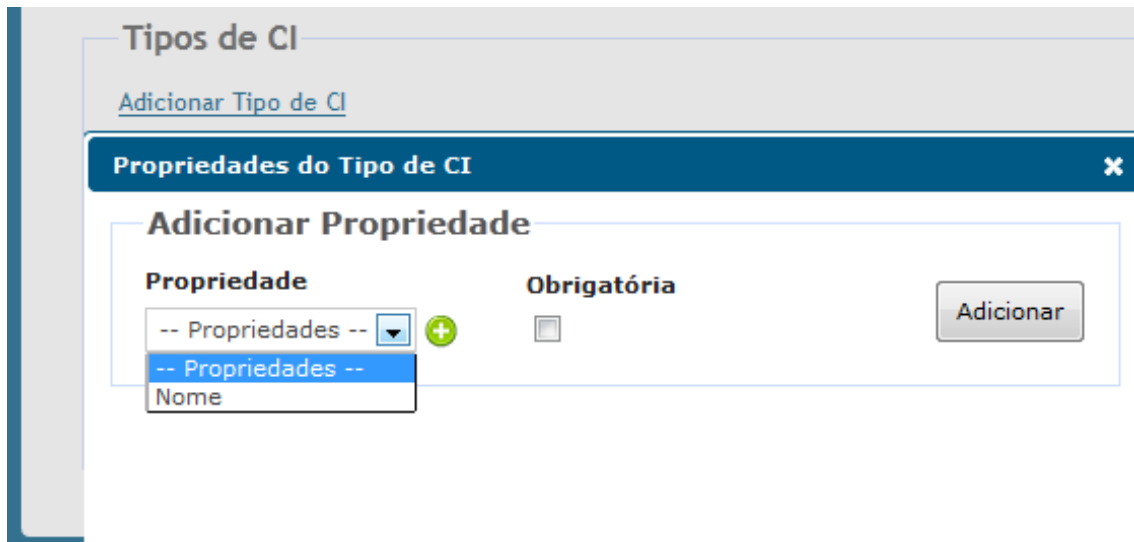 Tipos de CI
Adicionar Tipo de CI
Propriedades do Tipo de CI
Adicionar Propriedade
Propriedade
Obrigatória
-- Propriedades --
Adicionar
-- Propriedades --
Nome